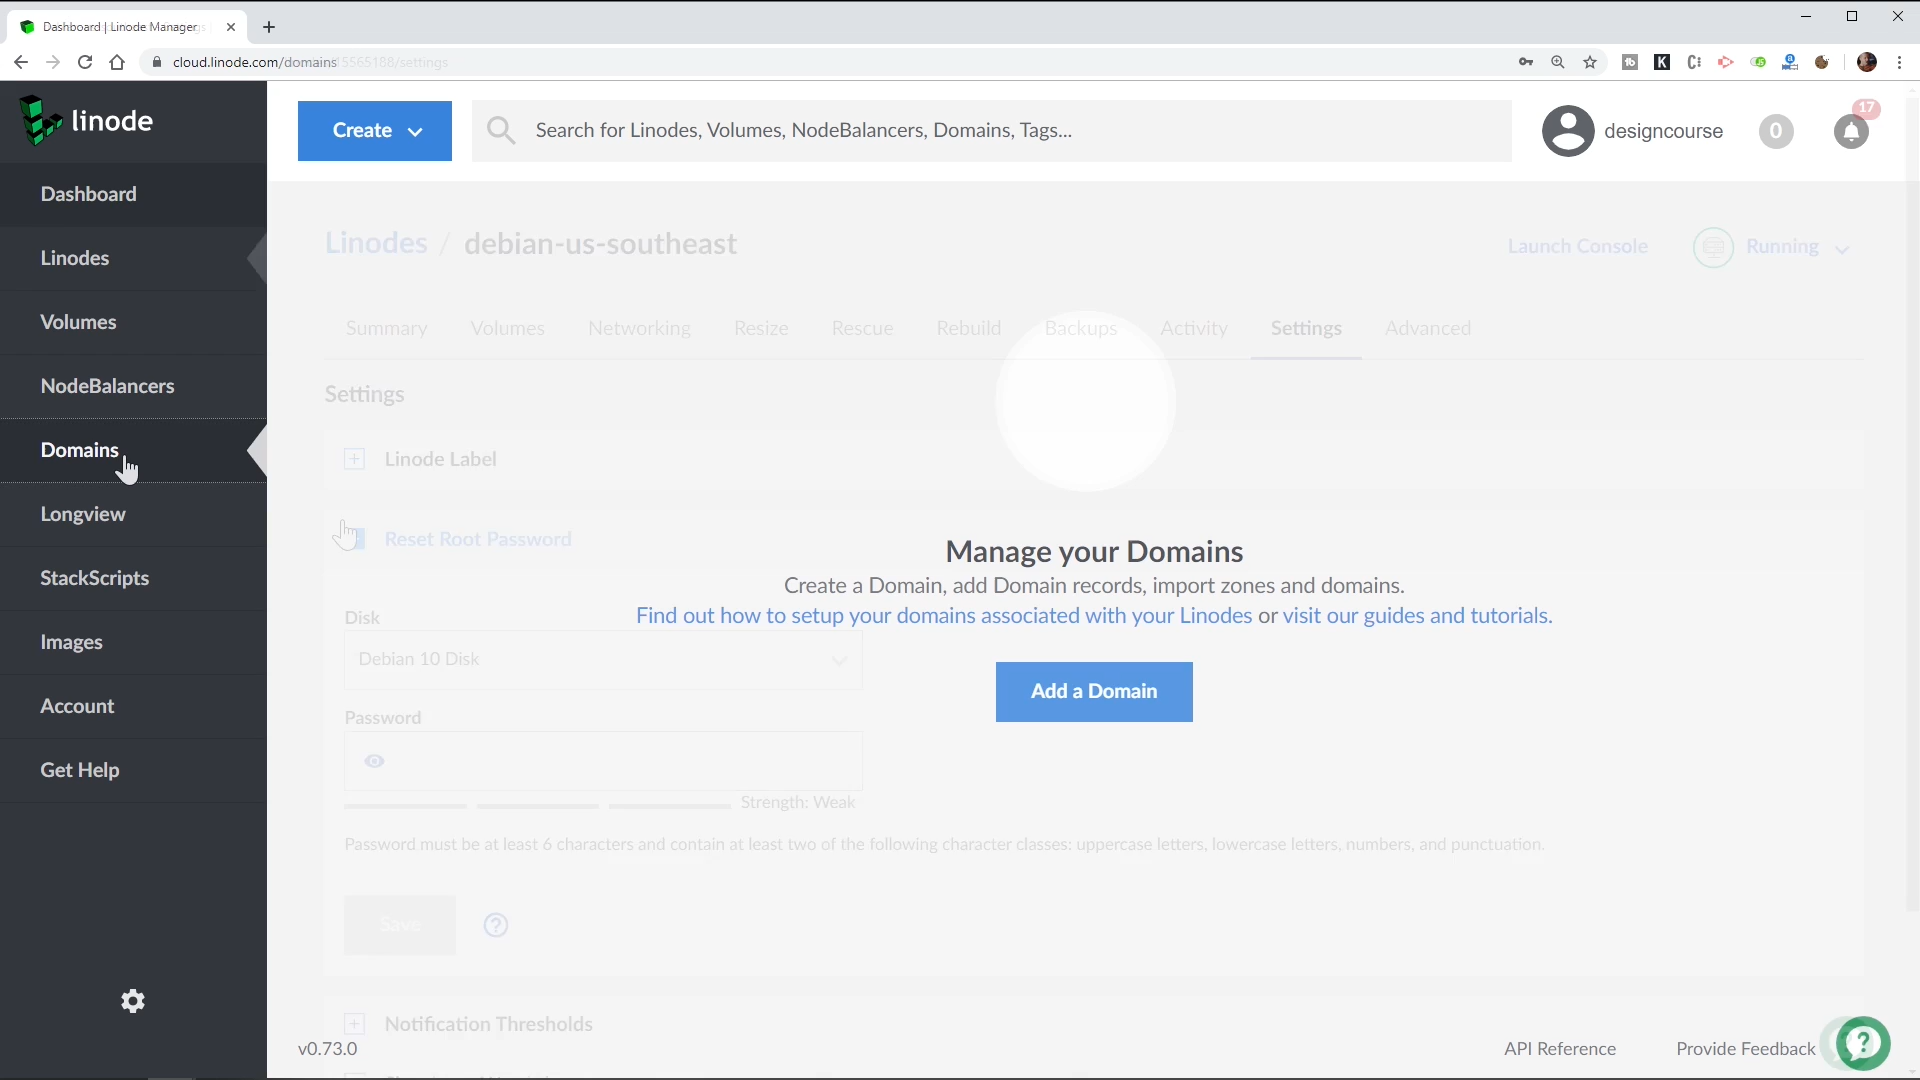 Dashboard | Linode Manager
cloud.linode.com/domains 15565188/settings
linode
Create
Search for Linodes, Volumes, NodeBalancers, Domains, Tags...
designcourse
0
17
Dashboard
Linodes
Volumes
NodeBalancers
Domains
Longview
StackScripts
Images
Account
Get Help
Linodes / debian-us-southeast
Launch Console
Running
Summary
Volumes
Networking
Resize
Rescue
Rebuild
Backups
Activity
Settings
Advanced
Settings
Linode Label
Reset Root Password
Manage your Domains
Create a Domain, add Domain records, import zones and domains.
Find out how to setup your domains associated with your Linodes or visit our guides and tutorials.
Add a Domain
Disk
Debian 10 Disk
Password
Strength: Weak
Password must be at least 6 characters and contain at least two of the following character classes: uppercase letters, lowercase letters, numbers, and punctuation.
Save
Notification Thresholds
v0.73.0
API Reference
Provide Feedback